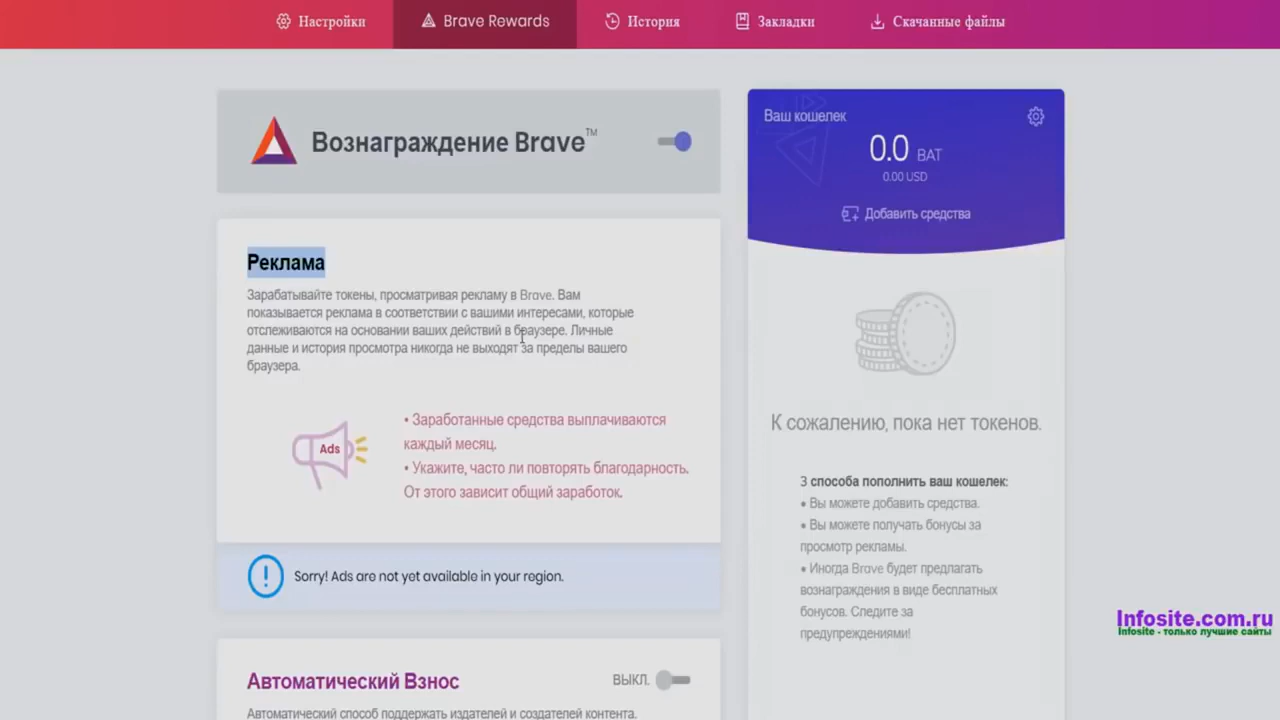 Настройки
Brave Rewards
История
Закладки
Скачанные файлы
Вознаграждение Brave™
Реклама
Зарабатывайте токены, просматривая рекламу в Brave. Вам
показывается реклама в соответствии с вашими интересами, которые
отслеживаются на основании ваших действий в браузере. Личные
данные и история просмотра никогда не выходят за пределы вашего
браузера.
Ads
• Заработанные средства выплачиваются
каждый месяц.
• Укажите, часто ли повторять благодарность.
От этого зависит общий заработок.
Sorry! Ads are not yet available in your region.
Автоматический Взнос
ВЫКЛ.
Автоматический способ поддержать издателей и создателей контента.
Ваш кошелек
0.0 BAT
0.00 USD
Добавить средства
К сожалению, пока нет токенов.
3 способа пополнить ваш кошелек:
• Вы можете добавить средства.
• Вы можете получать бонусы за
просмотр рекламы.
• Иногда Brave будет предлагать
вознаграждения в виде бесплатных
бонусов. Следите за
предупреждениями!
Infosite.com.ru
Infosite - только лучшие сайты